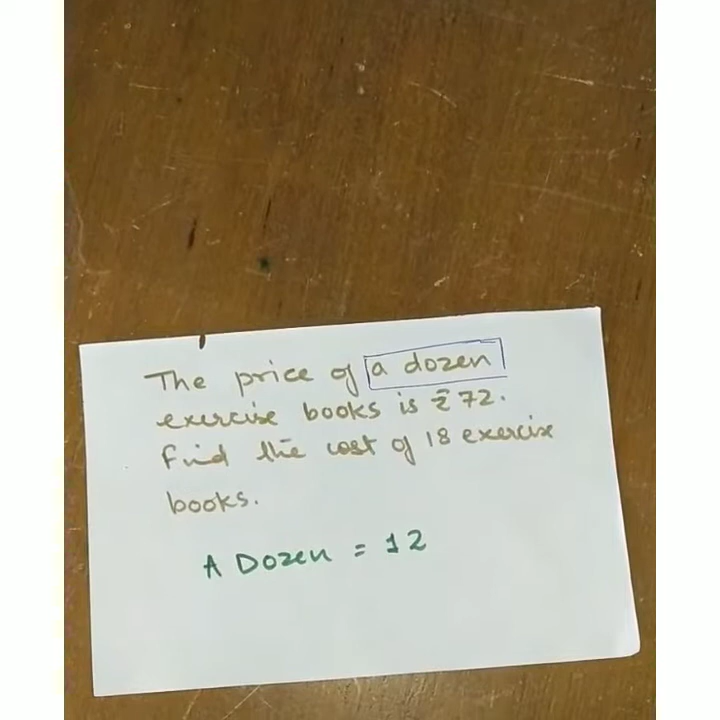 The price of a dozen
exercise books is ₹72.
Find the cost of 18 exercise
books.
A Dozen = 12